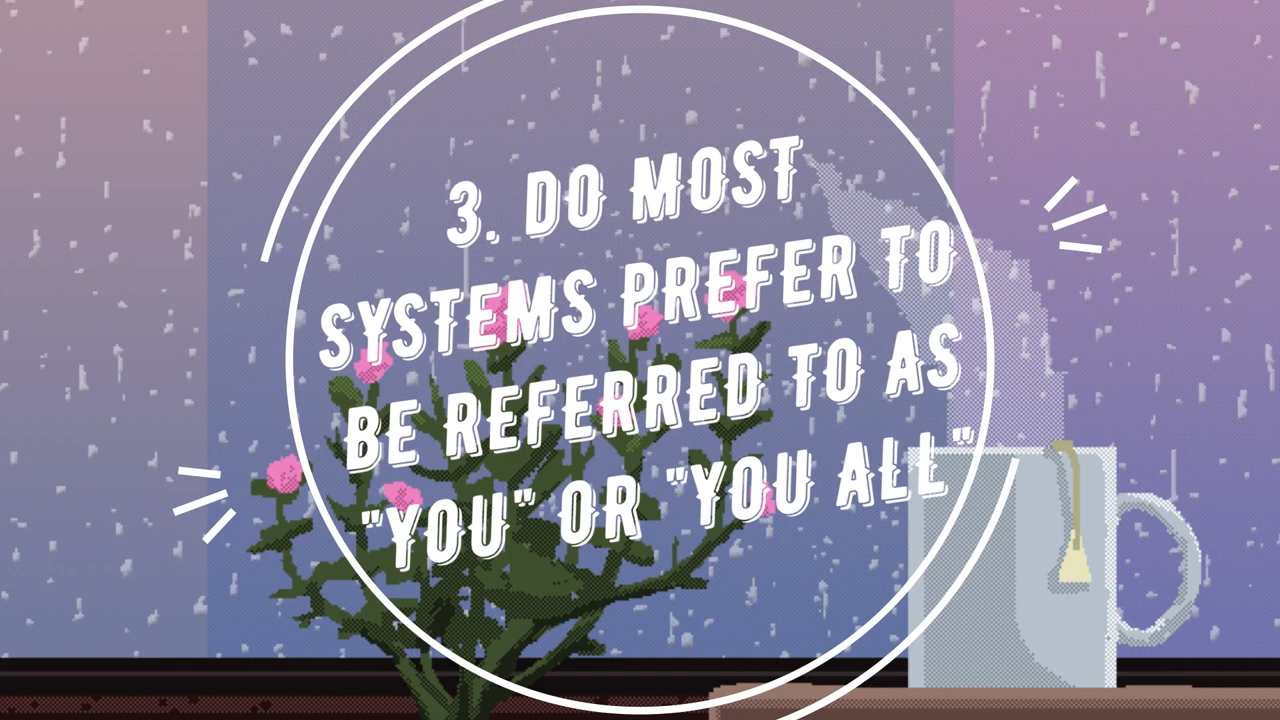 3. DO MOST
SYSTEMS PREFER TO
BE REFERRED TO AS
"YOU" OR "YOU ALL"